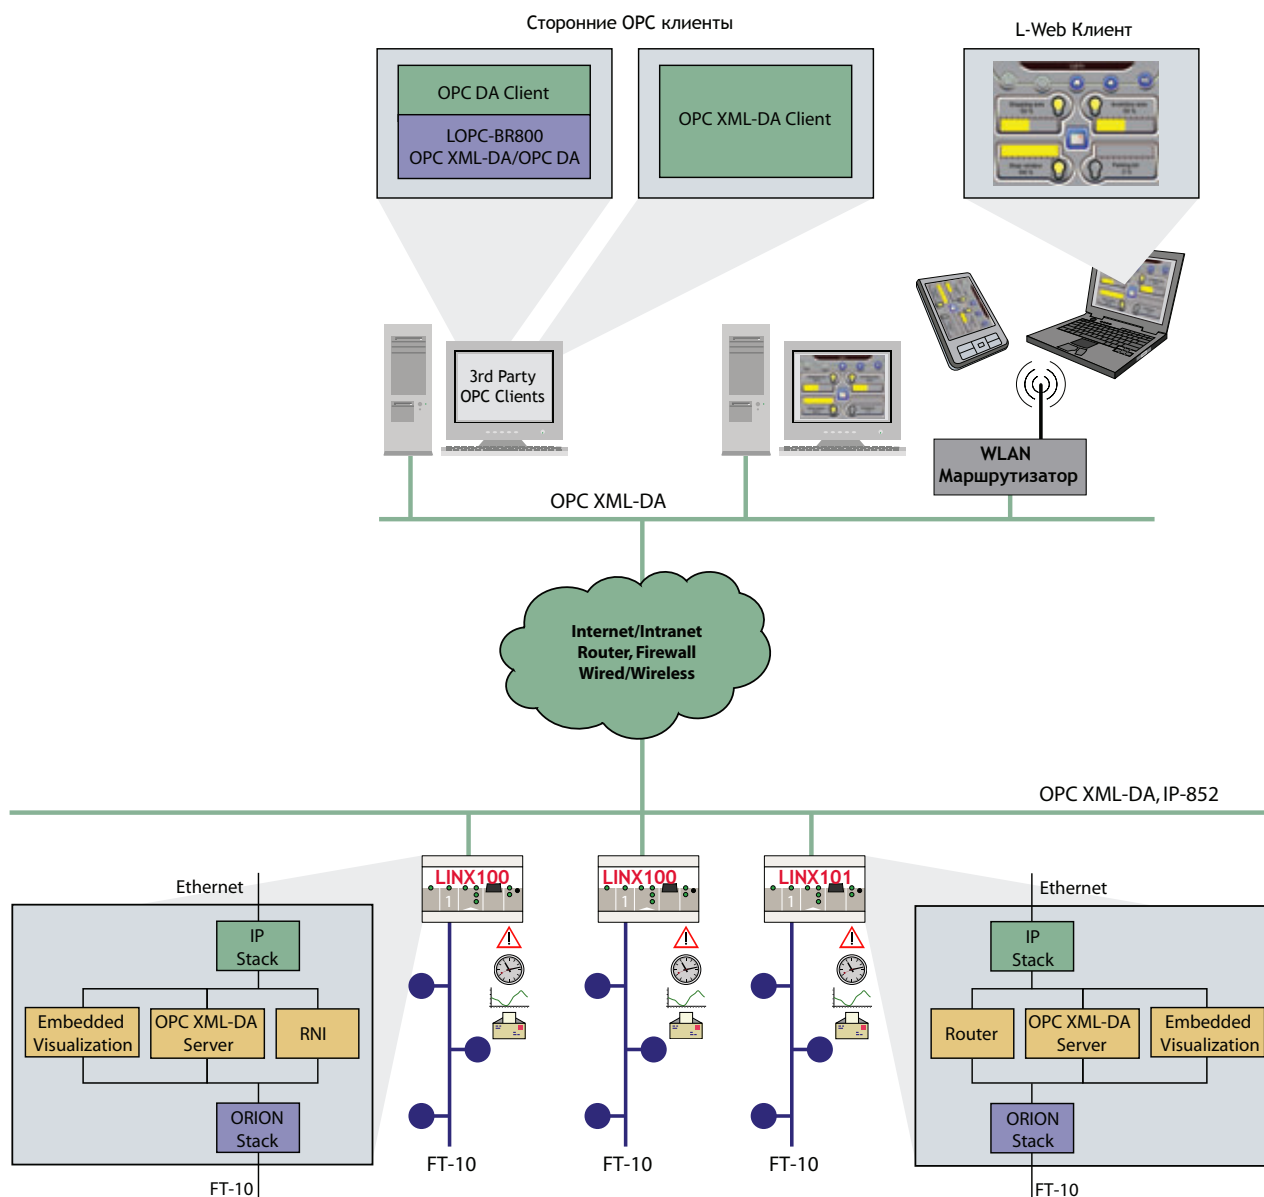 Сторонние OPC клиенты
L-Web Клиент
OPC DA Client
LOPC-BR800
OPC XML-DA/OPC DA
OPC XML-DA Client
3rd Party
OPC Clients
WLAN
Маршрутизатор
OPC XML-DA
Internet/Intranet
Router, Firewall
Wired/Wireless
OPC XML-DA, IP-852
LINX100
LINX100
LINX101
1
1
1
Ethernet
IP
Stack
Embedded
Visualization
OPC XML-DA
Server
RNI
ORION
Stack
FT-10
FT-10
FT-10
FT-10
Ethernet
IP
Stack
Router
OPC XML-DA
Server
Embedded
Visualization
ORION
Stack
FT-10